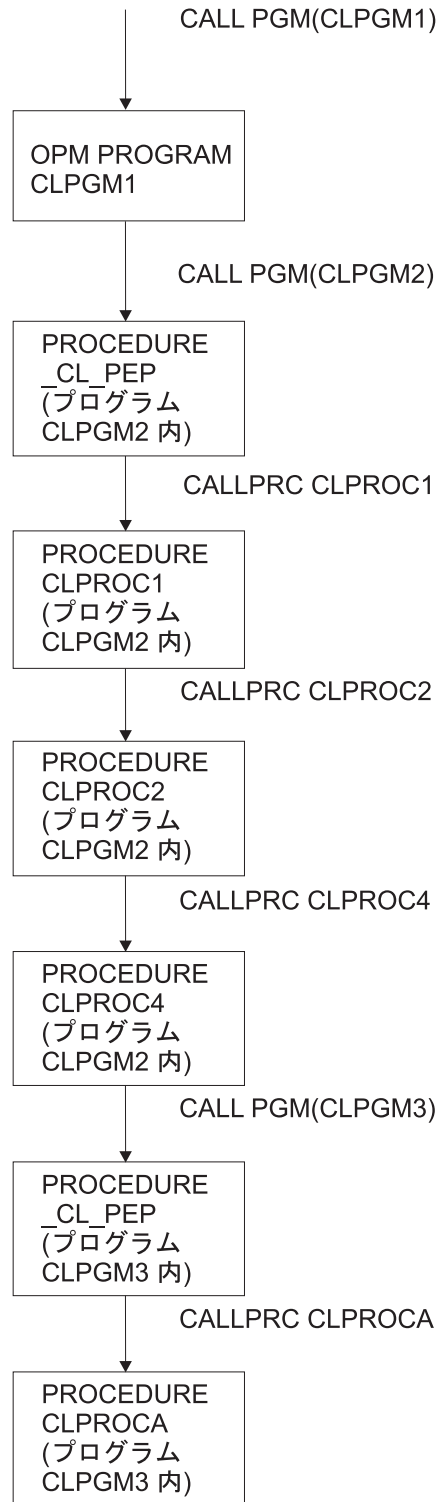 CALL PGM(CLPGM1)
OPM PROGRAM
CLPGM1
CALL PGM(CLPGM2)
PROCEDURE
_CL_PEP
(プログラム
CLPGM2 内)
CALLPRC CLPROC1
PROCEDURE
CLPROC1
(プログラム
CLPGM2 内)
CALLPRC CLPROC2
PROCEDURE
CLPROC2
(プログラム
CLPGM2 内)
CALLPRC CLPROC4
PROCEDURE
CLPROC4
(プログラム
CLPGM2 内)
CALL PGM(CLPGM3)
PROCEDURE
_CL_PEP
(プログラム
CLPGM3 内)
CALLPRC CLPROCA
PROCEDURE
CLPROCA
(プログラム
CLPGM3 内)